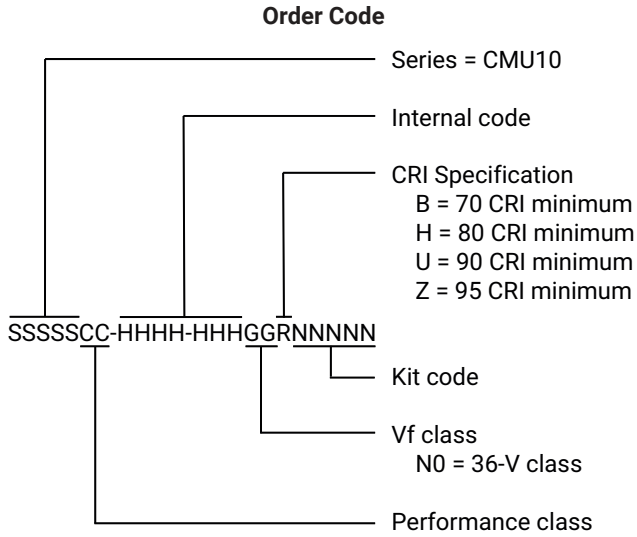 Order Code
Series = CMU10
Internal code
CRI Specification
B = 70 CRI minimum
H = 80 CRI minimum
U = 90 CRI minimum
Z = 95 CRI minimum
SSSSSCC-HHHH-HHHGGRNNNNN
Kit code
Vf class
N0 = 36-V class
Performance class